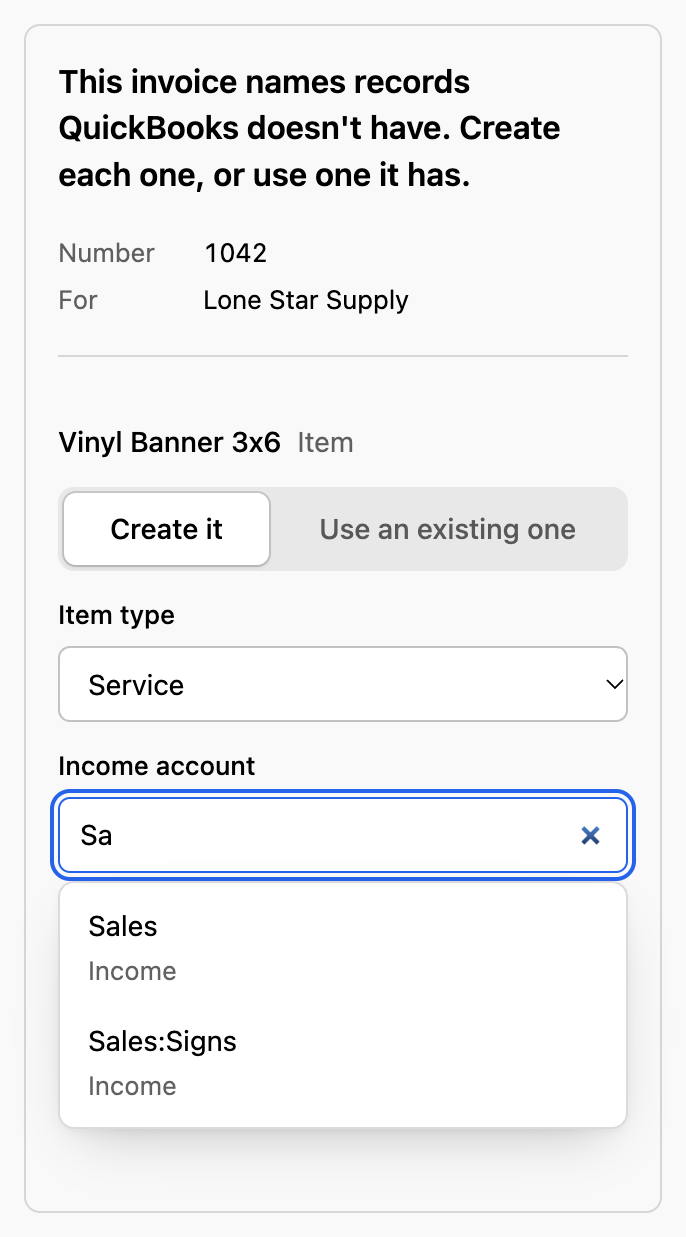 This invoice names records
QuickBooks doesn't have. Create
each one, or use one it has.
Number 1042
For Lone Star Supply
Vinyl Banner 3x6 Item
Create it Use an existing one
Item type
Service
Income account
Sa
Sales
Income
Sales:Signs
Income